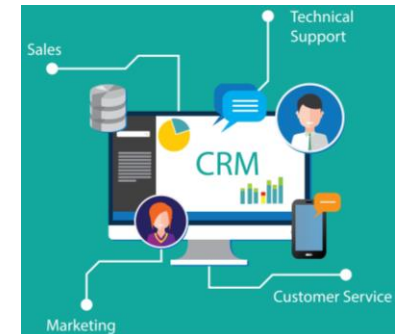 Technical
Support
Sales
CRM
Customer Service
Marketing